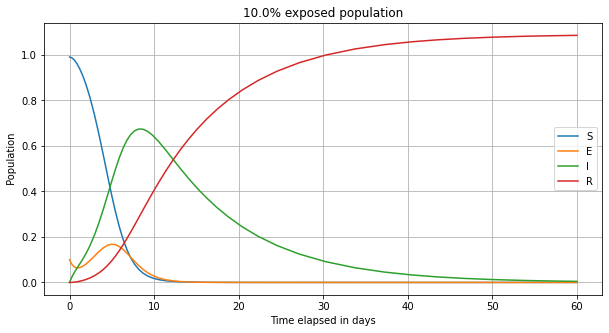 10.0% exposed population
Population
1.0
0.8
0.6
0.4
0.2
0.0
S
E
I
R
0 10 20 30 40 50 60
Time elapsed in days